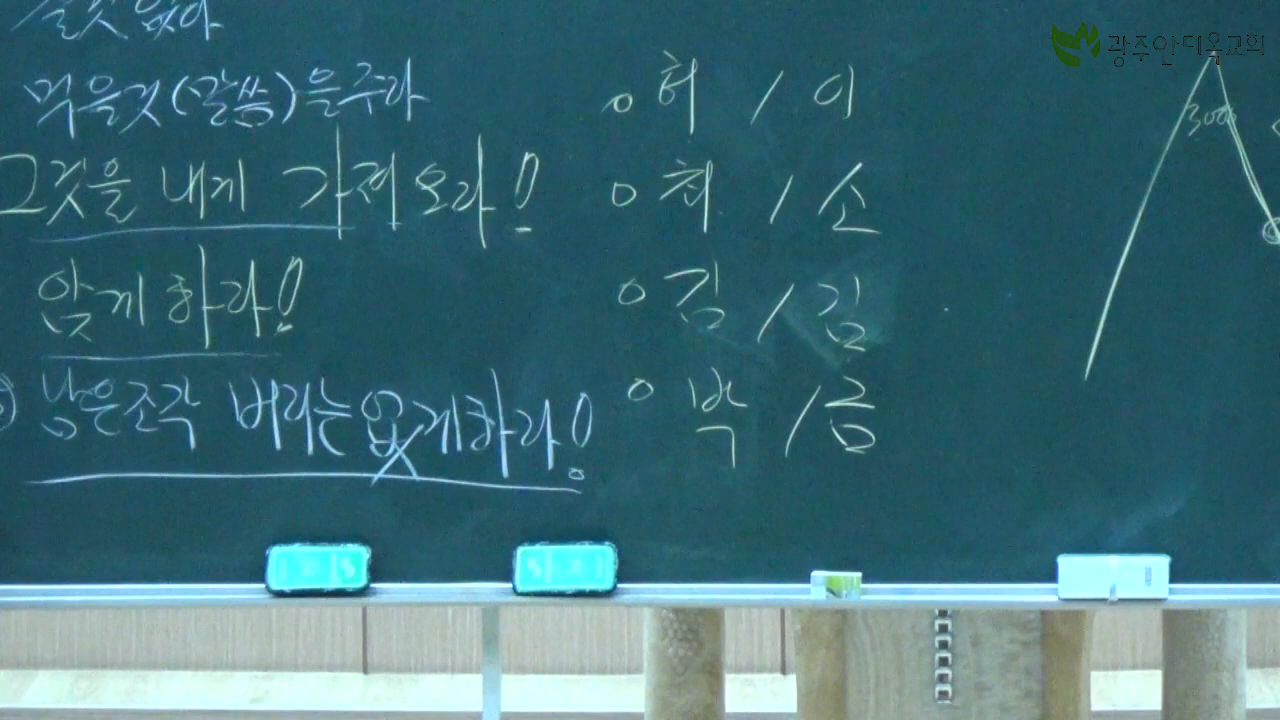 먹을것(말씀)을주라
그것을 내게 가져오라!
앉게하라!
남은조각 버리는 없게하라!
o 허 / 이
o 최 / 소
o 김 / 김
o 박 / 금
300
광주안디옥교회